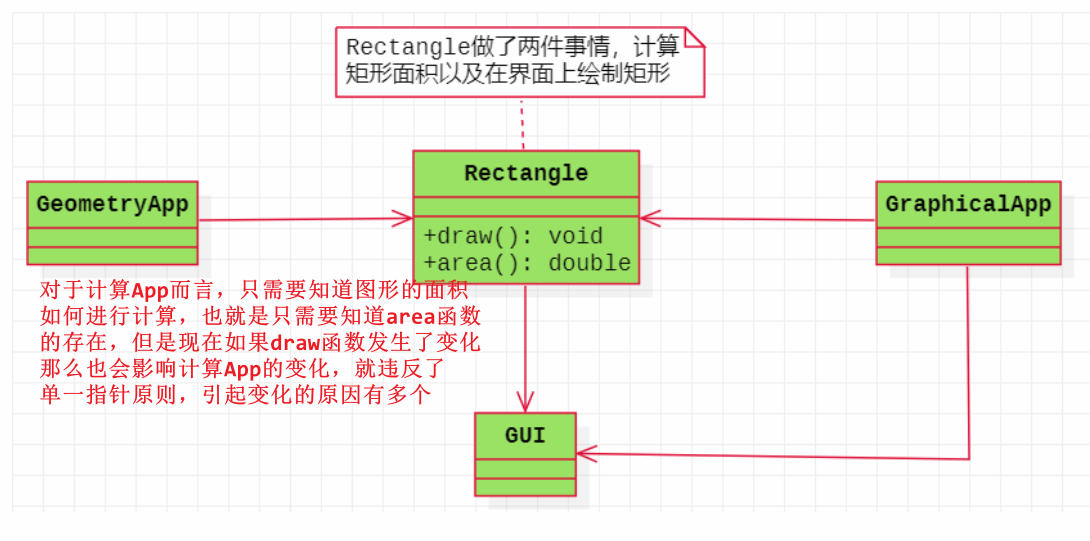 Rectangle做了两件事情，计算
矩形面积以及在界面上绘制矩形
Rectangle
GeometryApp
GraphicalApp
+draw(): void
+area(): double
对于计算App而言，只需要知道图形的面积
如何进行计算，也就是只需要知道area函数
的存在，但是现在如果draw函数发生了变化
那么也会影响计算App的变化，就违反了
单一指针原则，引起变化的原因有多个
GUI